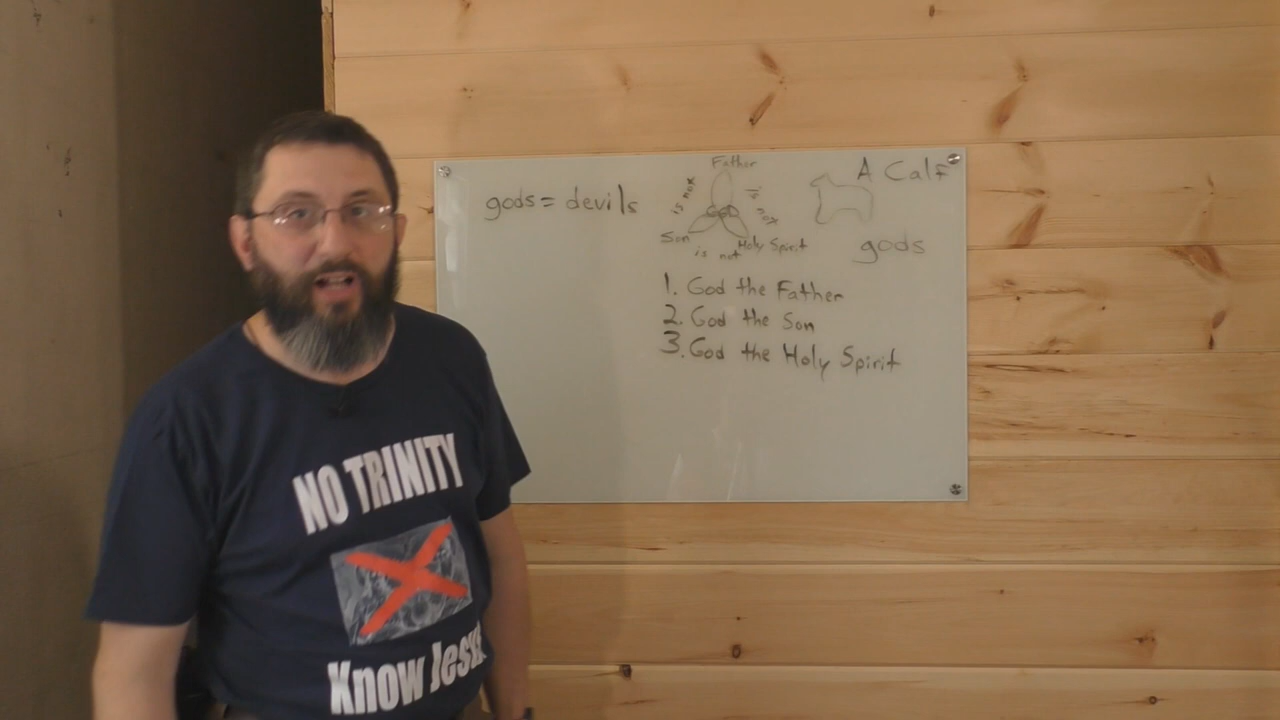 gods = devils
Father
is not
is not
God
Son
is not
Holy Spirit
A Calf
gods
1. God the Father
2. God the Son
3. God the Holy Spirit
NO TRINITY
Know Jesus